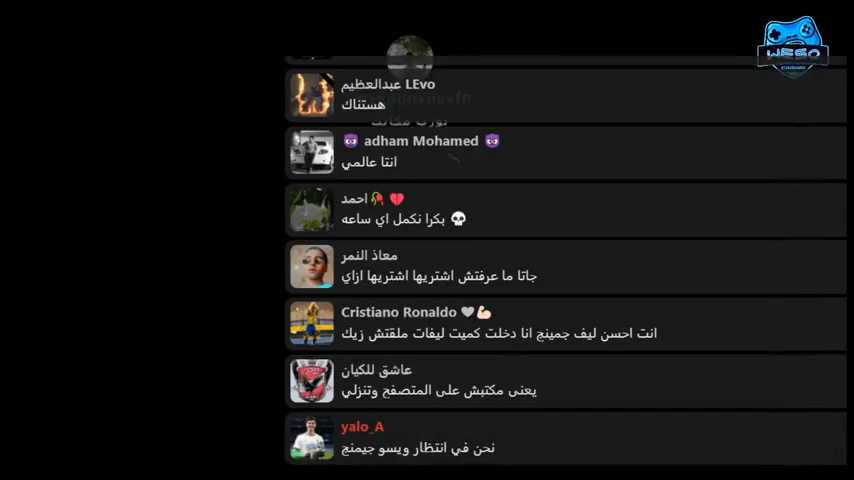 WESO
GAMING
عبدالعظيم LEvo
هستناك
😈 adham Mohamed 😈
انتا عالمي
احمد🥀💔
بكرا نكمل اي ساعه 💀
معاذ النمر
جاتا ما عرفتش اشتريها اشتريها ازاي
Cristiano Ronaldo 🤍💪🏻
انت احسن ليف جمينج انا دخلت كميت ليفات ملقتش زيك
عاشق للكيان
يعنى مكتبش على المتصفح وتنزلي
yalo_A
نحن في انتظار ويسو جيمنج